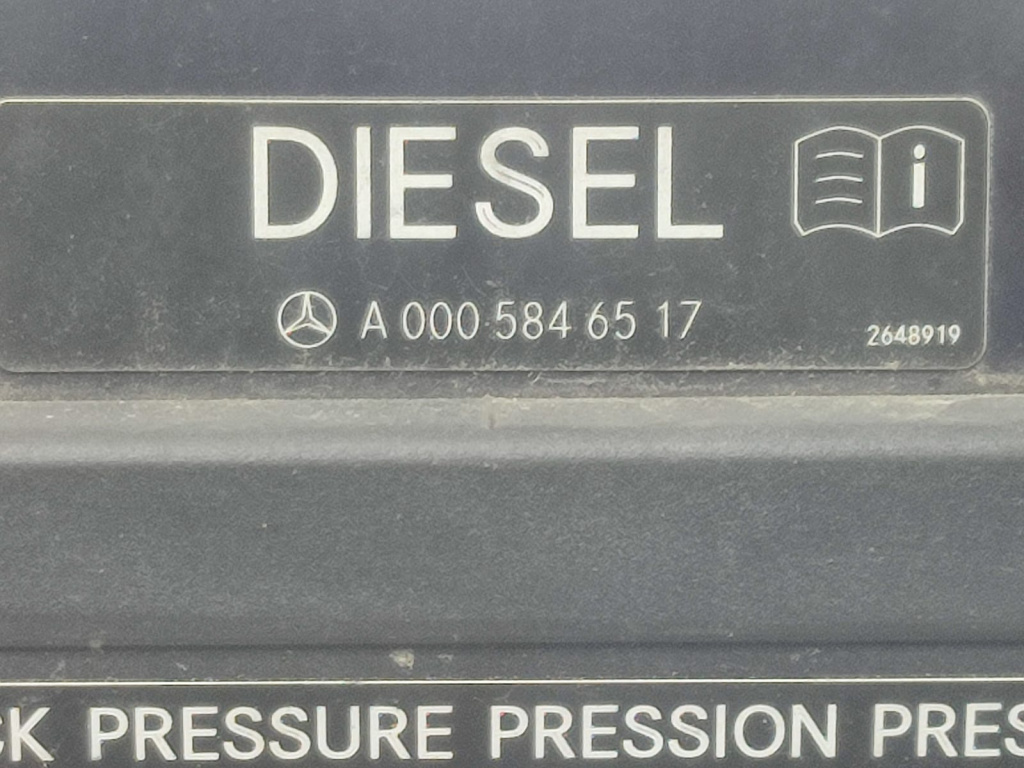 DIESEL
i
A 000 584 65 17
2648919
PRESSURE PRESSION